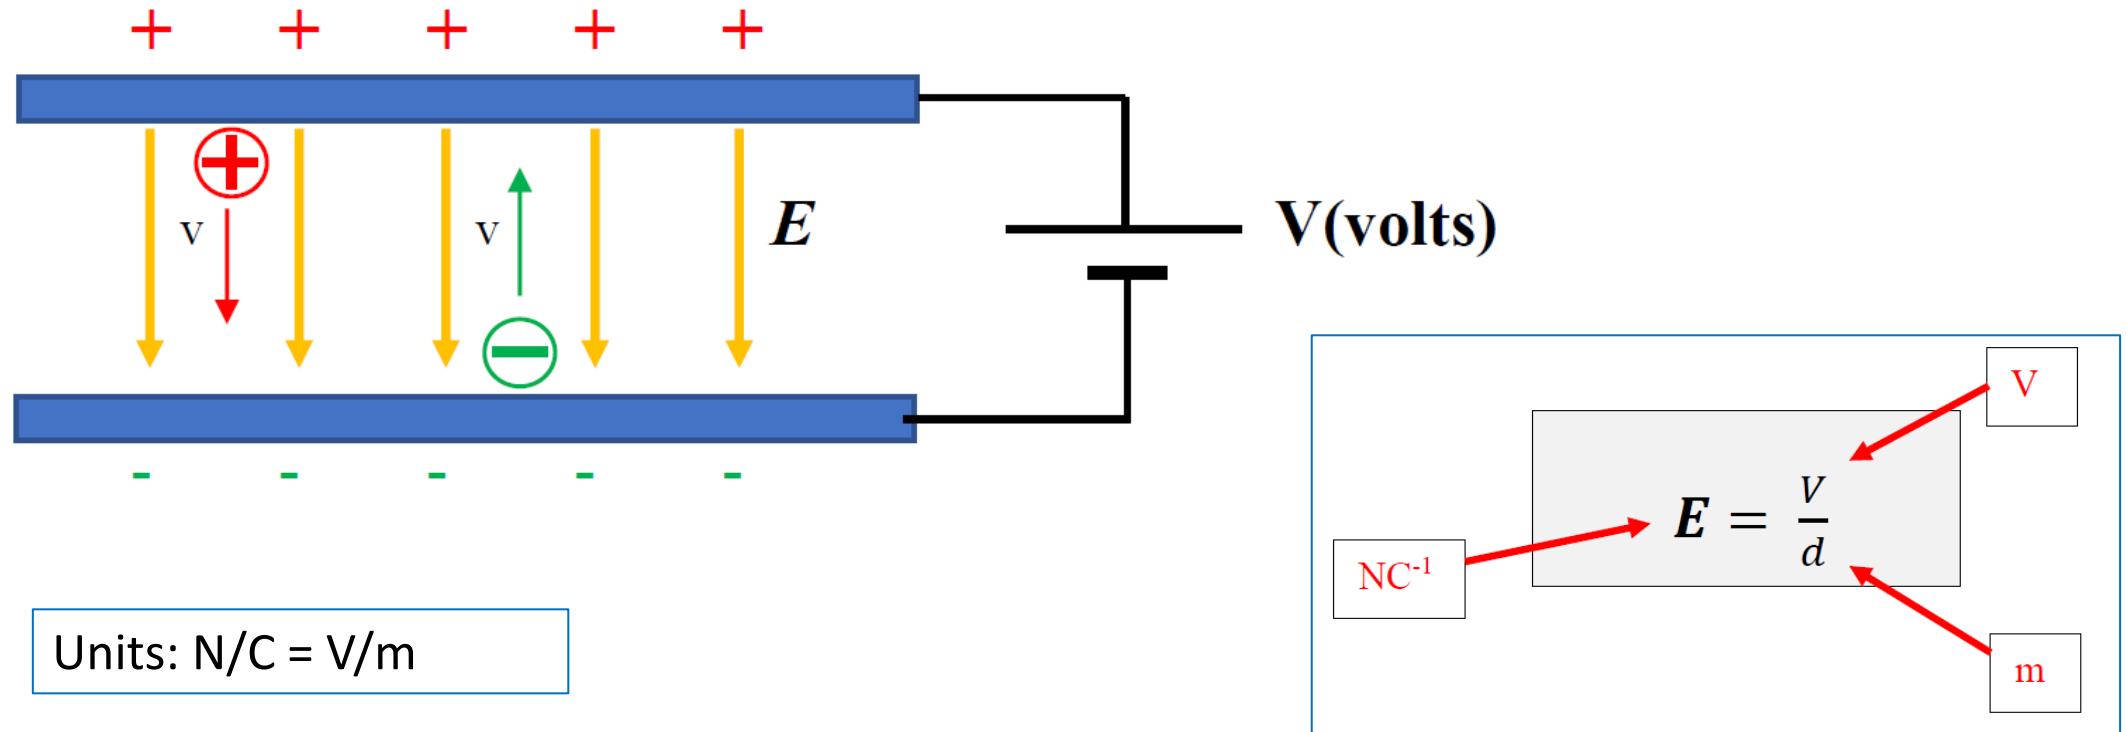 + + + + +
v
v
E
V(volts)
- - - - -
Units: N/C = V/m
V
E = V/d
NC⁻¹
m